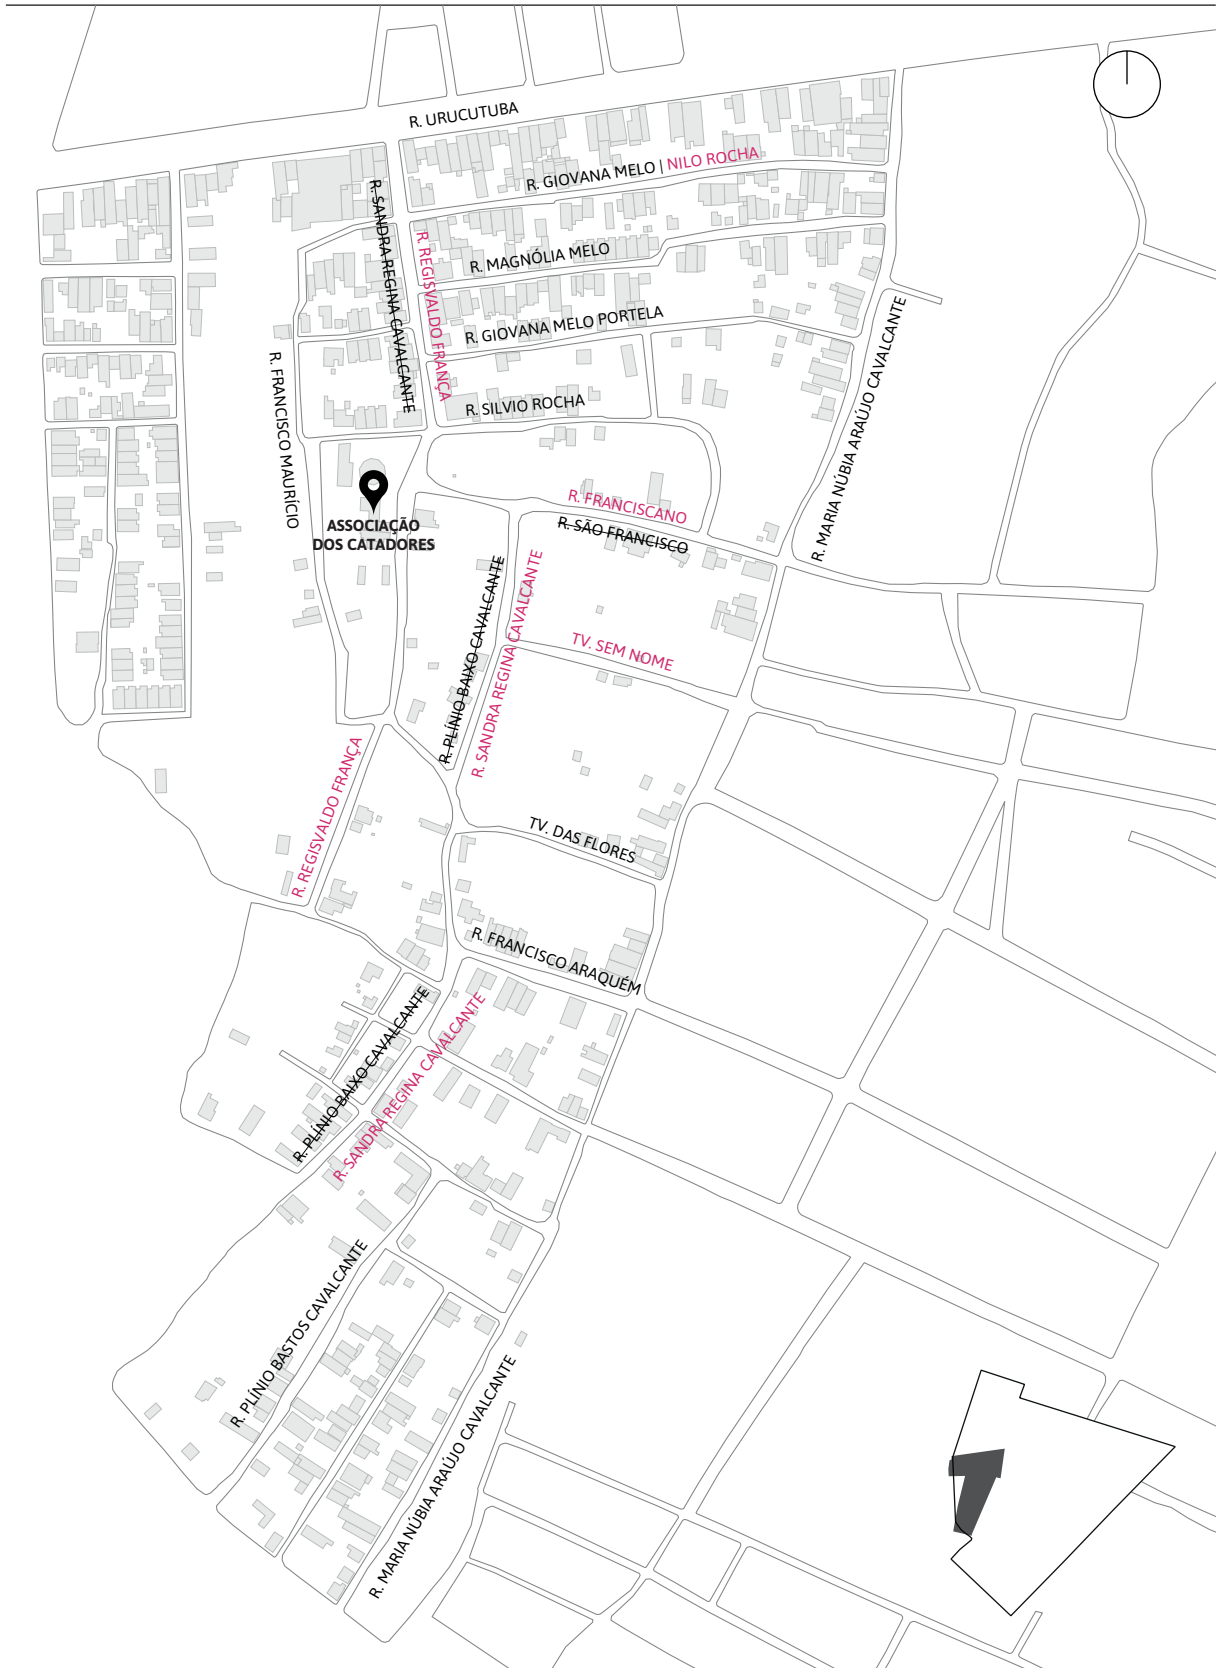 R. URUCUTUBA
R. GIOVANA MELO | NILO ROCHA
R. SANDRA REGINA CAVALCANTE
R. REGISVALDO FRANÇA
R. MAGNÓLIA MELO
R. GIOVANA MELO PORTELA
R. MARIA NÚBIA ARAÚJO CAVALCANTE
R. FRANCISCO MAURÍCIO
R. SILVIO ROCHA
ASSOCIAÇÃO
DOS CATADORES
R. FRANCISCANO
R. SÃO FRANCISCO
R. PLÍNIO BAIXO CAVALCANTE
R. SANDRA REGINA CAVALCANTE
TV. SEM NOME
R. REGISVALDO FRANÇA
TV. DAS FLORES
R. FRANCISCO ARAQUÉM
R. PLÍNIO BAIXO CAVALCANTE
R. SANDRA REGINA CAVALCANTE
R. PLÍNIO BASTOS CAVALCANTE
R. MARIA NÚBIA ARAÚJO CAVALCANTE